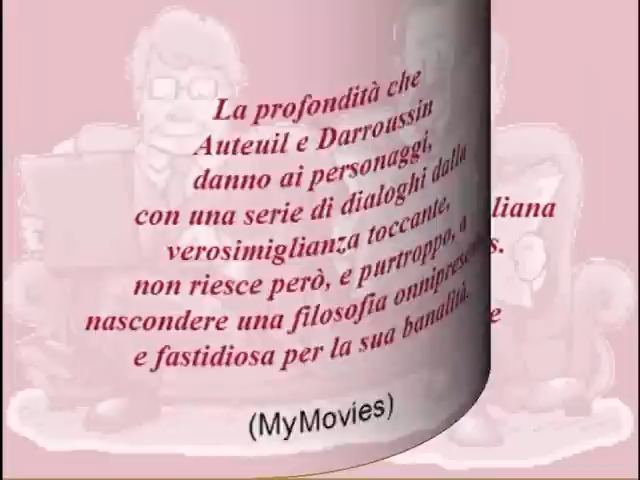 La profondità che
Auteuil e Darroussin
danno ai personaggi,
con una serie di dialoghi dalla
verosimiglianza toccante,
non riesce però, e purtroppo, a
nascondere una filosofia
e fastidiosa per la sua banalità.
(MyMovies)